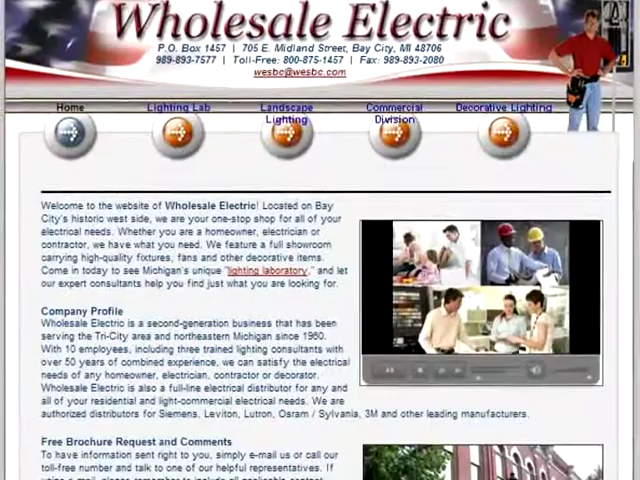 Wholesale Electric
P.O. Box 1457 | 705 E. Midland Street, Bay City, MI 48706
989-893-7577 | Toll-Free: 800-875-1457 | Fax: 989-893-2080
wesbc@wesbc.com
Home Lighting Lab Landscape Lighting Commercial Division Decorative Lighting
Welcome to the website of Wholesale Electric! Located on Bay
City's historic west side, we are your one-stop shop for all of your
electrical needs. Whether you are a homeowner, electrician or
contractor, we have what you need. We feature a full showroom
carrying high-quality fixtures, fans and other decorative items.
Come in today to see Michigan's unique "lighting laboratory," and let
our expert consultants help you find just what you are looking for.
Company Profile
Wholesale Electric is a second-generation business that has been
serving the Tri-City area and northeastern Michigan since 1960.
With 10 employees, including three trained lighting consultants with
over 50 years of combined experience, we can satisfy the electrical
needs of any homeowner, electrician, contractor or decorator.
Wholesale Electric is also a full-line electrical distributor for any and
all of your residential and light-commercial electrical needs. We are
authorized distributors for Siemens, Leviton, Lutron, Osram / Sylvania, 3M and other leading manufacturers.
Free Brochure Request and Comments
To have information sent right to you, simply e-mail us or call our
toll-free number and talk to one of our helpful representatives. If